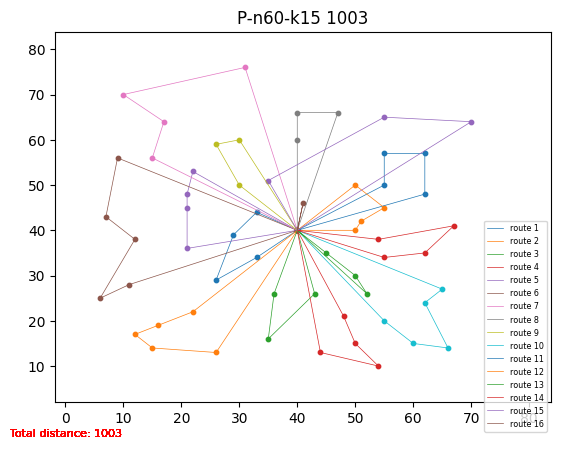 P-n60-k15 1003
80
70
60
50
40
30
20
10
0 10 20 30 40 50 60 70 80
route 1
route 2
route 3
route 4
route 5
route 6
route 7
route 8
route 9
route 10
route 11
route 12
route 13
route 14
route 15
route 16
Total distance: 1003